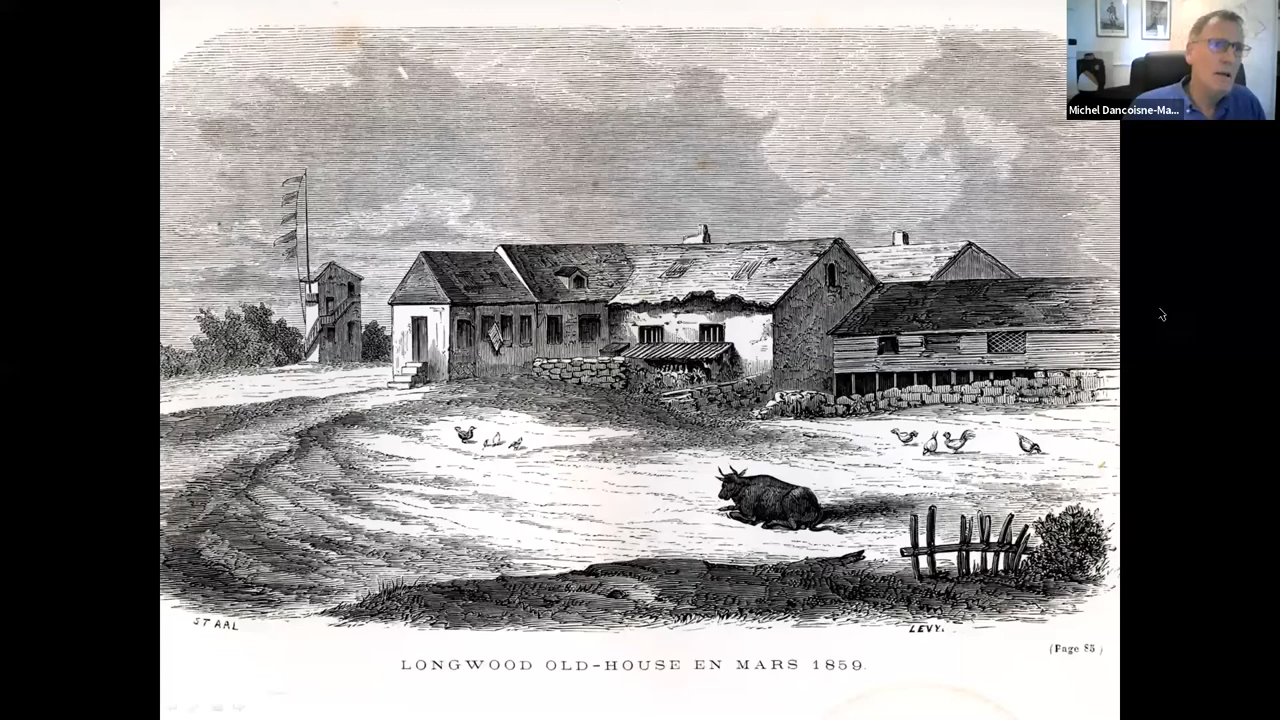 Michel Dancoisne-Ma...
STAAL
LEVY.
(Page 85)
LONGWOOD OLD-HOUSE EN MARS 1859.